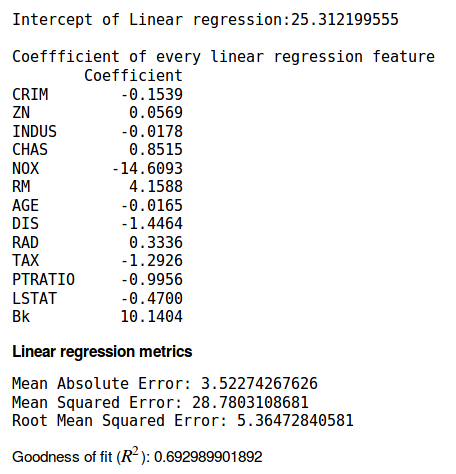 Intercept of Linear regression:25.312199555
Coeffficient of every linear regression feature
Coefficient
CRIM -0.1539
ZN 0.0569
INDUS -0.0178
CHAS 0.8515
NOX -14.6093
RM 4.1588
AGE -0.0165
DIS -1.4464
RAD 0.3336
TAX -1.2926
PTRATIO -0.9956
LSTAT -0.4700
Bk 10.1404
Linear regression metrics
Mean Absolute Error: 3.52274267626
Mean Squared Error: 28.7803108681
Root Mean Squared Error: 5.36472840581
Goodness of fit (R²): 0.692989901892